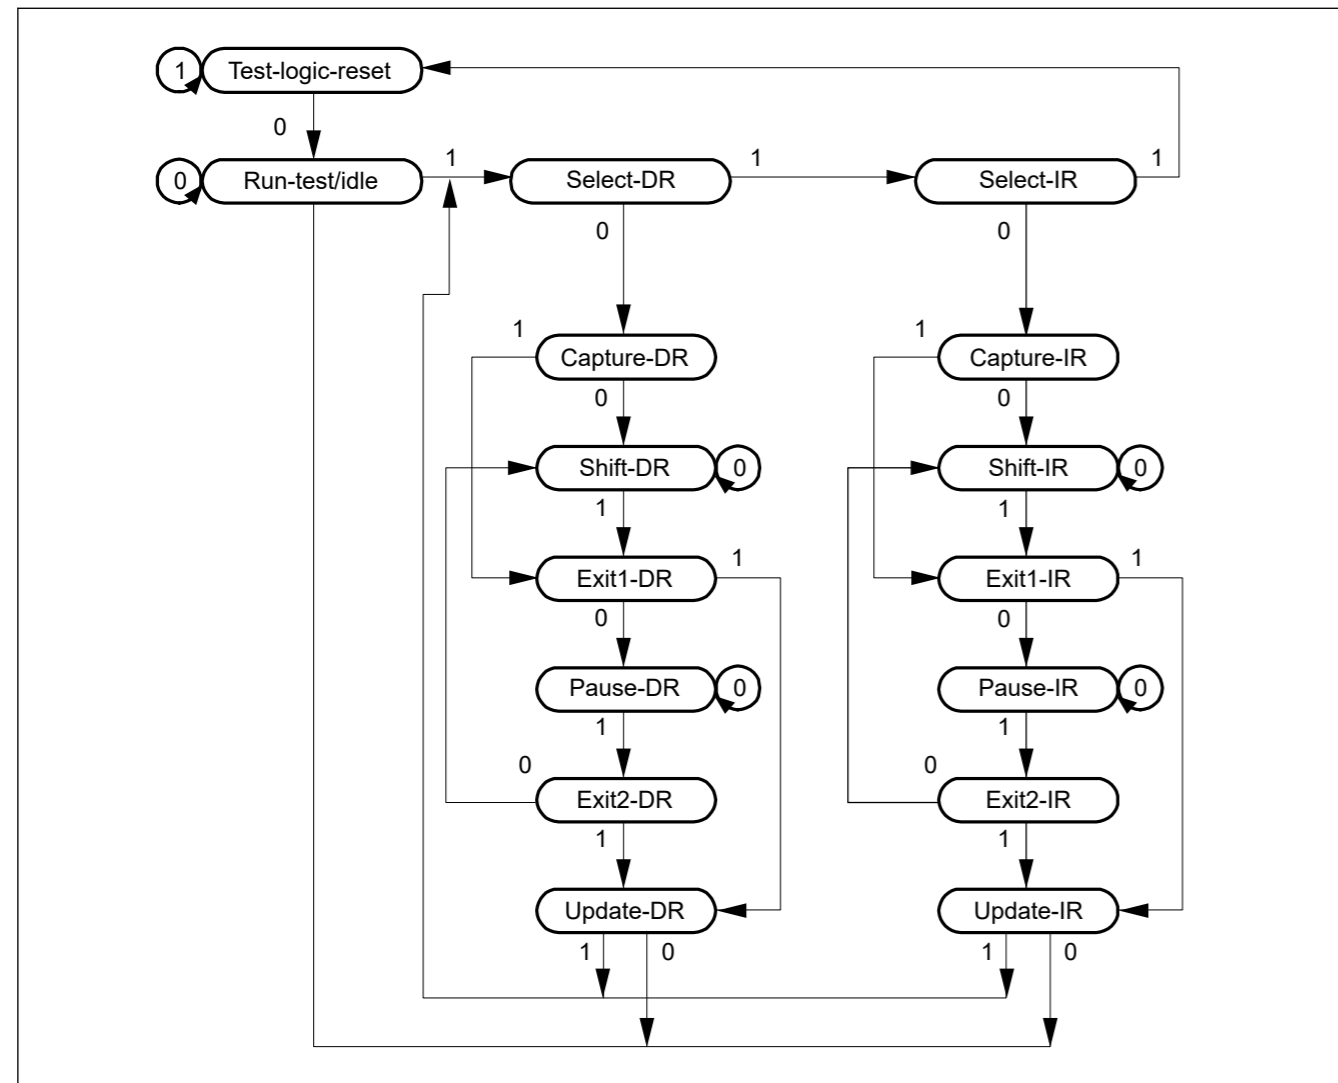 1 Test-logic-reset
0
0 Run-test/idle 1 Select-DR 1 Select-IR 1
0 0
1 1
Capture-DR Capture-IR
0 0
Shift-DR 0 Shift-IR 0
1 1
Exit1-DR 1 Exit1-IR 1
0 0
Pause-DR 0 Pause-IR 0
1 1
0 0
Exit2-DR Exit2-IR
1 1
Update-DR Update-IR
1 0 1 0